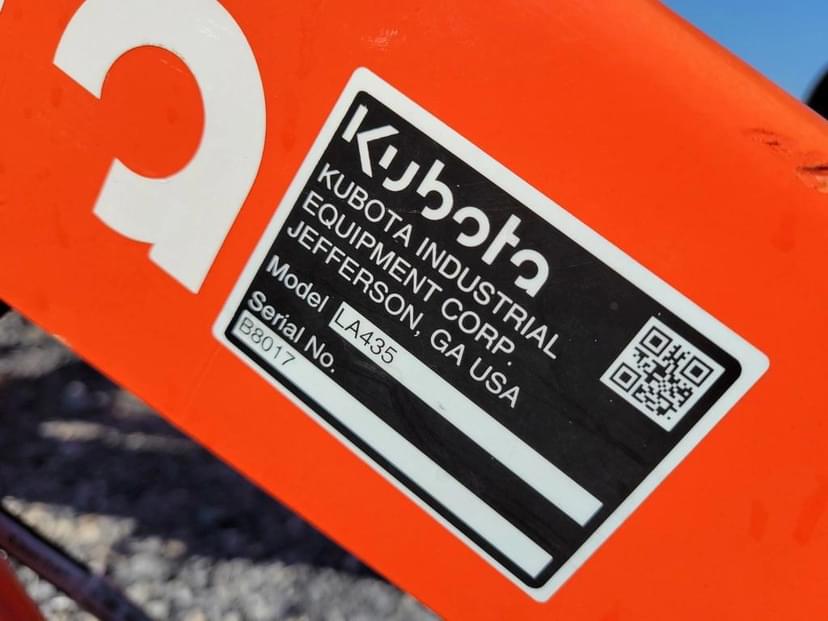 a
Kubota
KUBOTA INDUSTRIAL
EQUIPMENT CORP.
JEFFERSON, GA USA
Model LA435
Serial No.
B8017